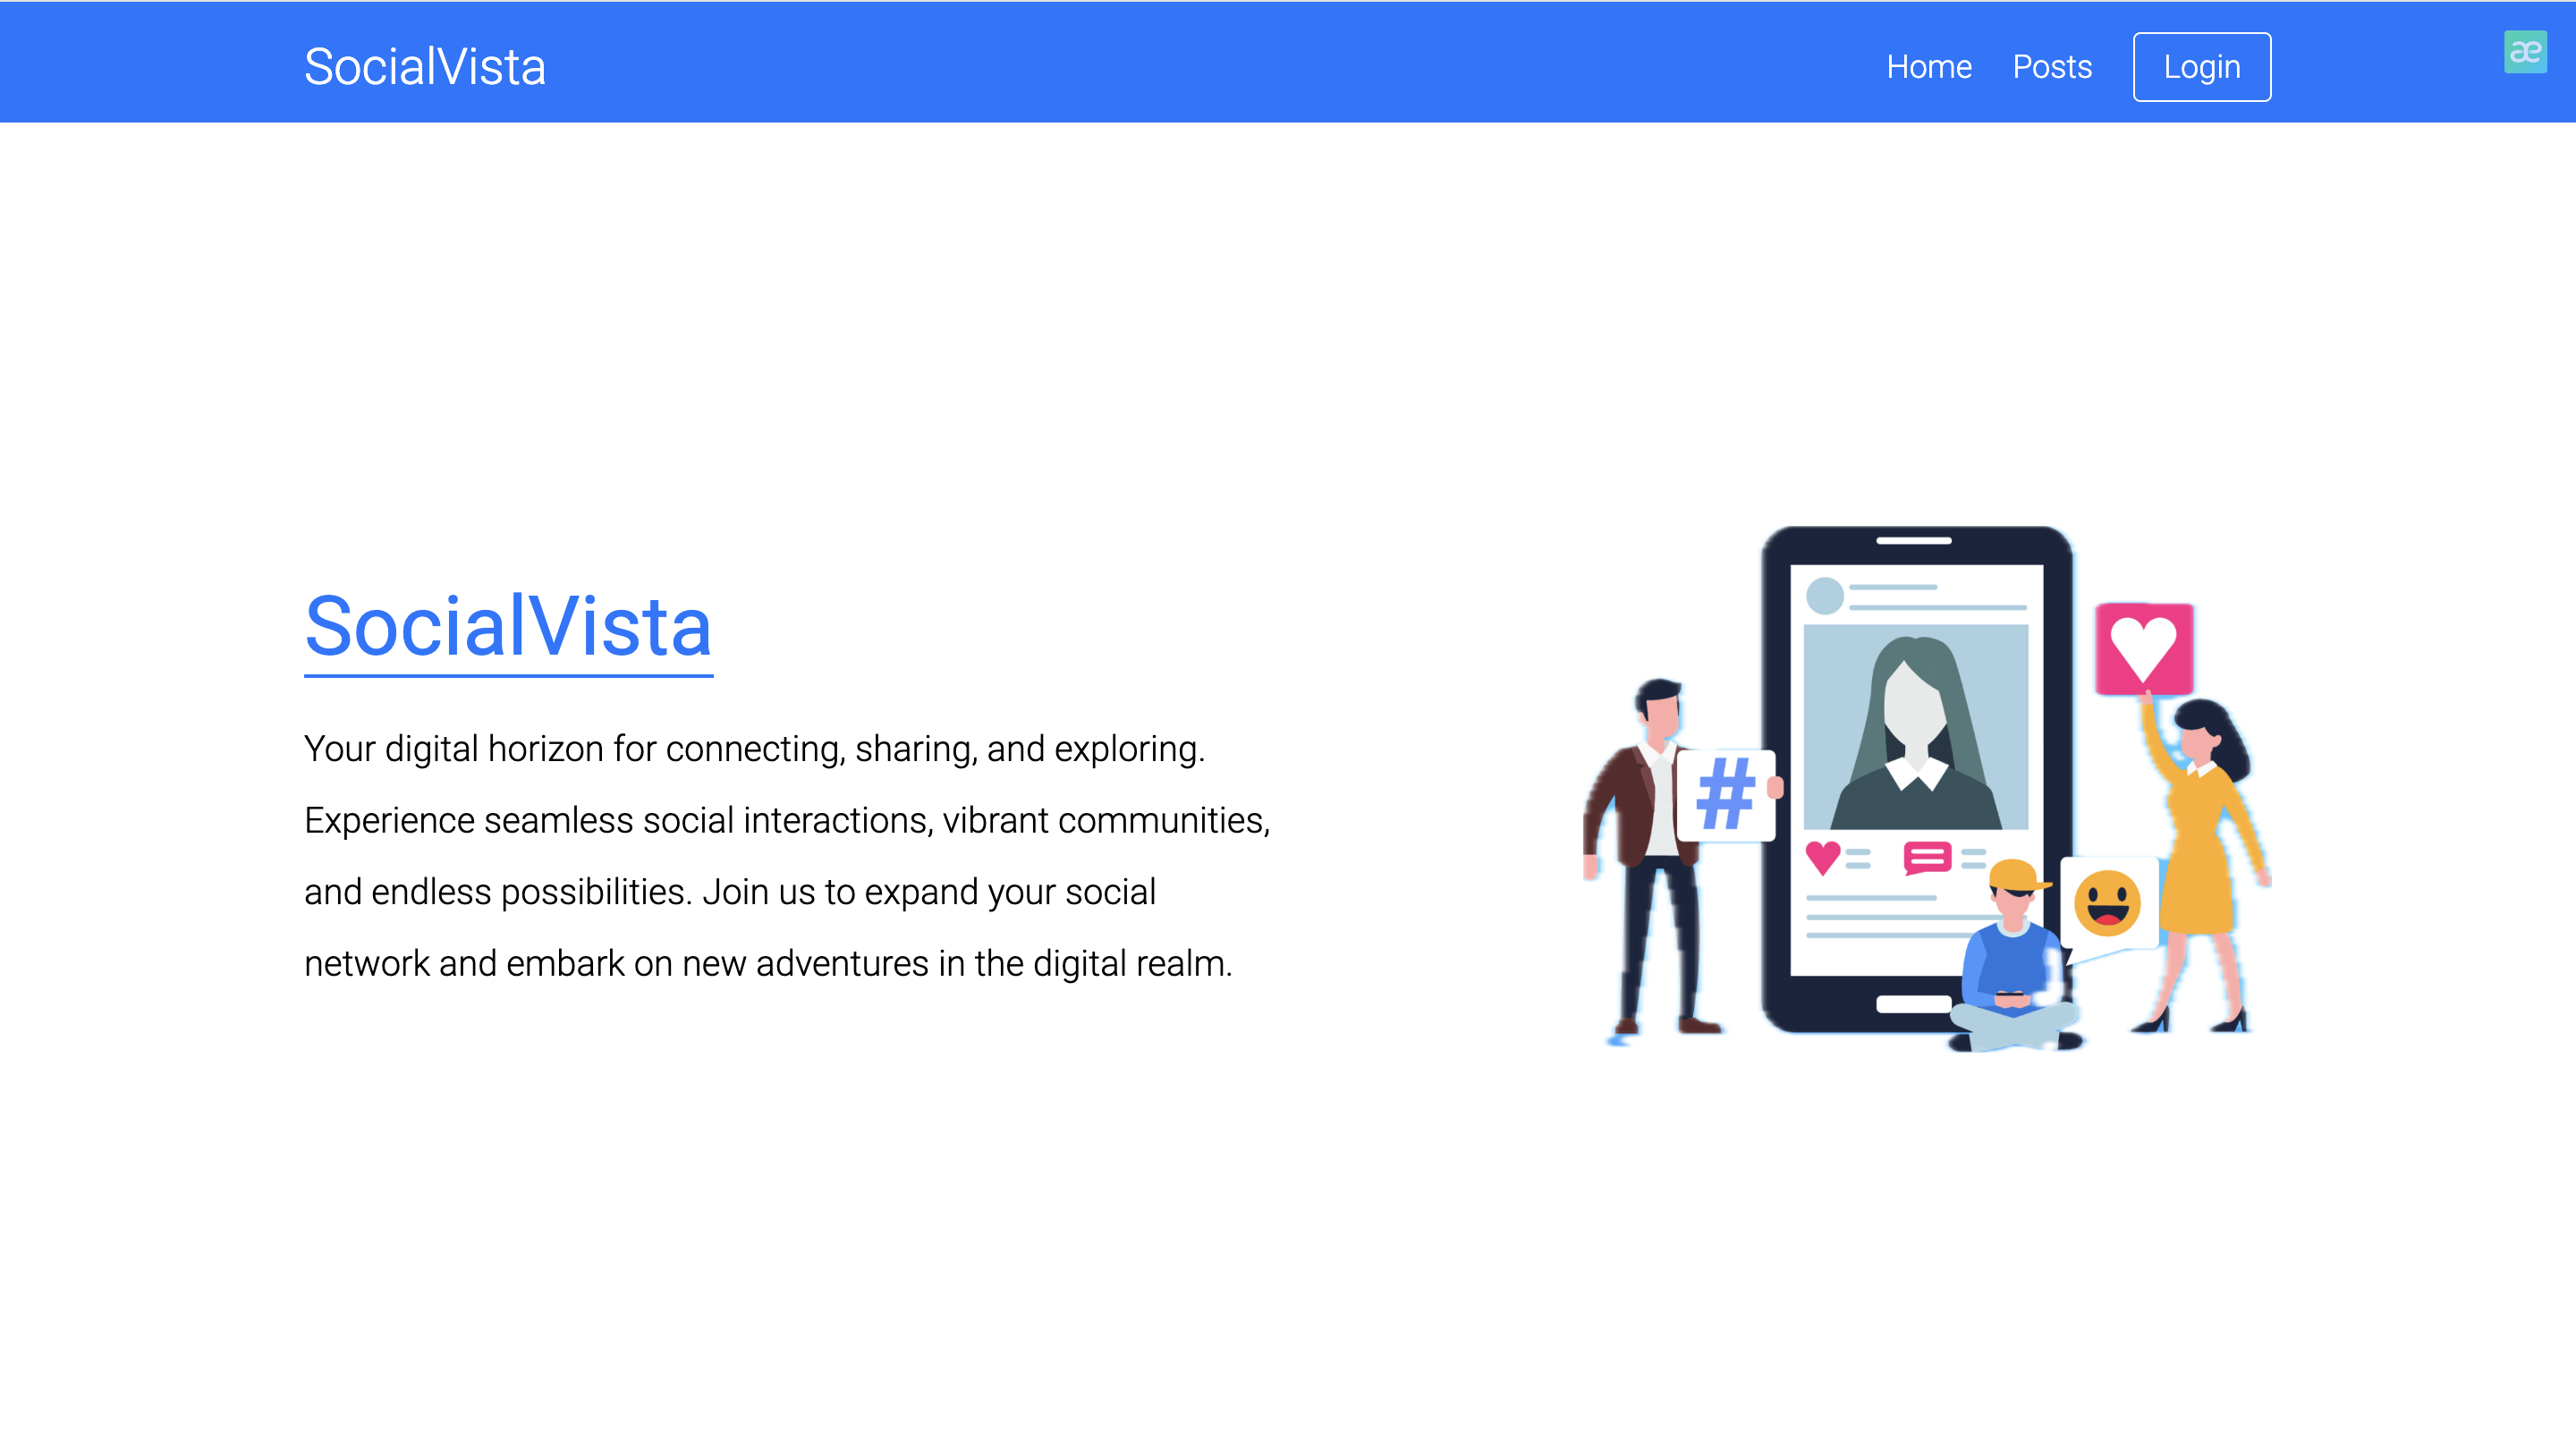 SocialVista
Home Posts Login
æ
SocialVista
Your digital horizon for connecting, sharing, and exploring.
Experience seamless social interactions, vibrant communities,
and endless possibilities. Join us to expand your social
network and embark on new adventures in the digital realm.
#